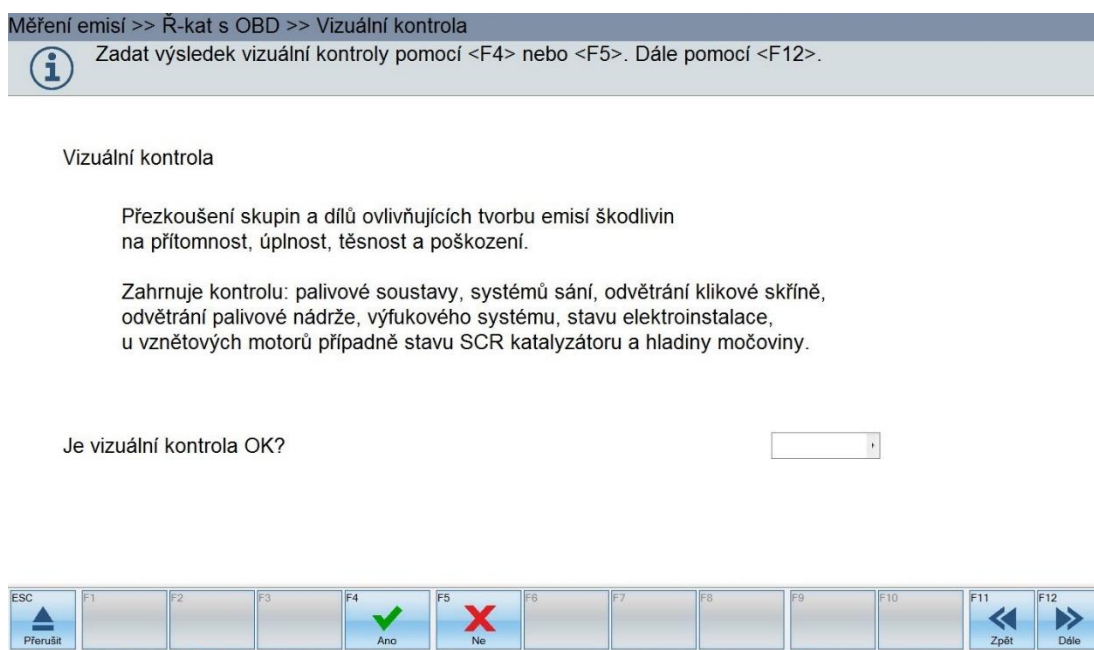 Měření emisí >> Ř-kat s OBD >> Vizuální kontrola
Zadat výsledek vizuální kontroly pomocí <F4> nebo <F5>. Dále pomocí <F12>.
Vizuální kontrola
Přezkoušení skupin a dílů ovlivňujících tvorbu emisí škodlivin
na přítomnost, úplnost, těsnost a poškození.
Zahrnuje kontrolu: palivové soustavy, systémů sání, odvětrání klikové skříně,
odvětrání palivové nádrže, výfukového systému, stavu elektroinstalace,
u vznětových motorů případně stavu SCR katalyzátoru a hladiny močoviny.
Je vizuální kontrola OK?
ESC F1 F2 F3 F4 F5 F6 F7 F8 F9 F10 F11 F12
Přerušit Ano Ne Zpět Dále